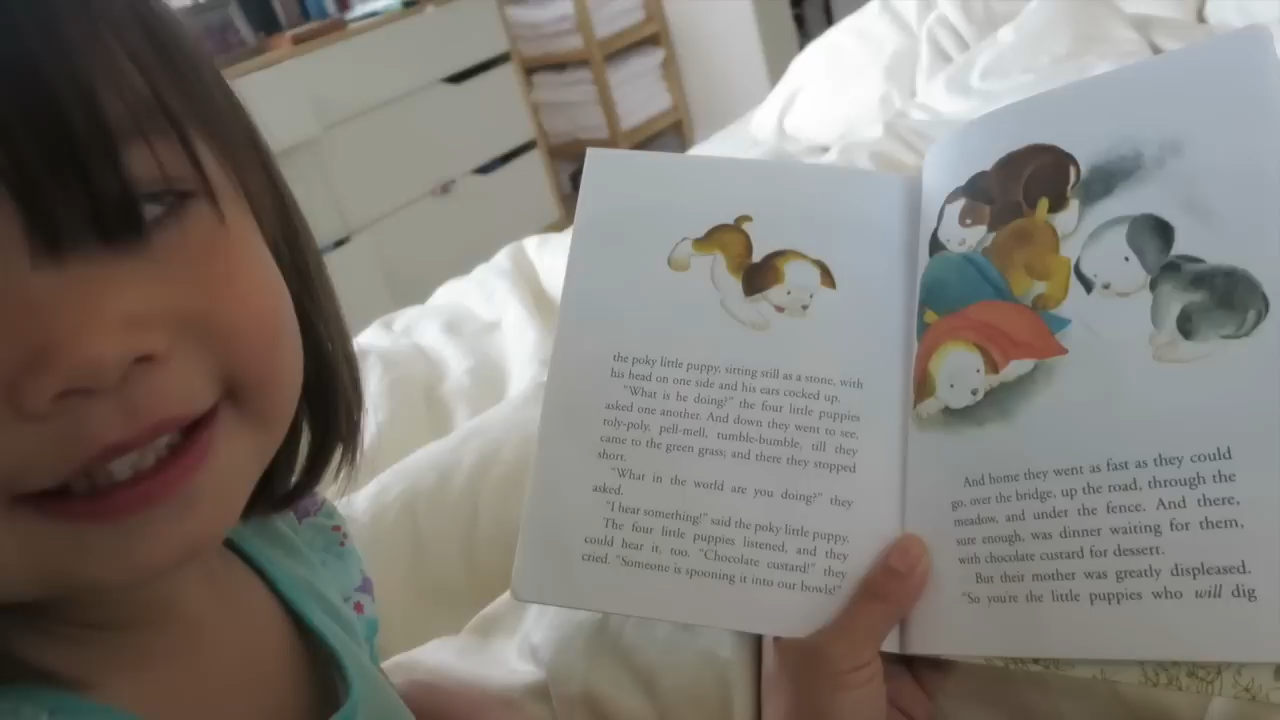 the poky little puppy, sitting still as a stone, with
his head on one side and his ears cocked up.
"What is he doing?" the four little puppies
asked one another. And down they went to see,
roly-poly, pell-mell, tumble-bumble, till they
came to the green grass; and there they stopped
short.
"What in the world are you doing?" they
asked.
"I hear something!" said the poky little puppy.
The four little puppies listened, and they
could hear it, too. "Chocolate custard!" they
cried. "Someone is spooning it into our bowls!"
And home they went as fast as they could
go, over the bridge, up the road, through the
meadow, and under the fence. And there,
sure enough, was dinner waiting for them,
with chocolate custard for dessert.
But their mother was greatly displeased.
"So you're the little puppies who will dig